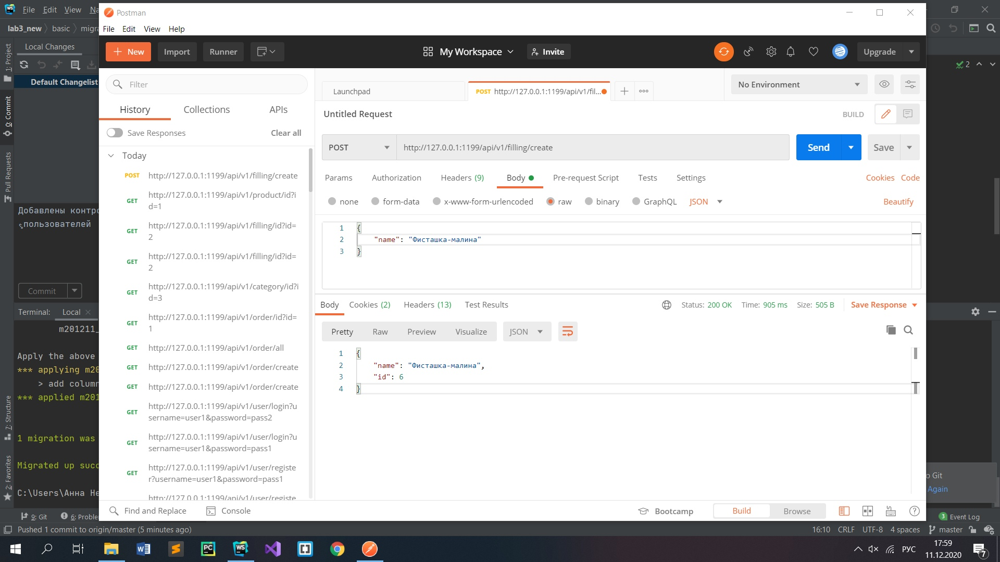 File Edit View
Postman
File Edit View Help
lab3_new basic
New Import Runner
My Workspace
Invite
Upgrade
Local Changes
1: Project
Default Changelist
0: Commit
Pull Requests
Добавлены
пользователей
Commit
Terminal: Local
m201211_
Apply the above
*** applying
> add
*** applied
1 migration was
Migrated up
C:\Users\Анна
7: Structure
2: Favorites
Filter
History Collections APIs
Save Responses Clear all
Today
POST http://127.0.0.1:1199/api/v1/filling/create
GET http://127.0.0.1:1199/api/v1/product/id?i
d=1
GET http://127.0.0.1:1199/api/v1/filling/id?id=
2
GET http://127.0.0.1:1199/api/v1/filling/id?id=
2
GET http://127.0.0.1:1199/api/v1/category/id?i
d=3
GET http://127.0.0.1:1199/api/v1/order/id?id=
1
GET http://127.0.0.1:1199/api/v1/order/all
GET http://127.0.0.1:1199/api/v1/order/create
GET http://127.0.0.1:1199/api/v1/order/create
GET http://127.0.0.1:1199/api/v1/user/login?u
sername=user1&password=pass2
GET http://127.0.0.1:1199/api/v1/user/login?u
sername=user1&password=pass1
GET http://127.0.0.1:1199/api/v1/user/registe
r?username=user1&password=pass1
http://127.0.0.1:1199/api/v1/user/registe
Launchpad
POST http://127.0.0.1:1199/api/v1/fil...
No Environment
2
Untitled Request
BUILD
POST http://127.0.0.1:1199/api/v1/filling/create
Send Save
Params Authorization Headers (9) Body Pre-request Script Tests Settings Cookies Code
none form-data x-www-form-urlencoded raw binary GraphQL JSON Beautify
1 {
2 "name": "Фисташка-малина"
3 }
Body Cookies (2) Headers (13) Test Results Status: 200 OK Time: 905 ms Size: 505 B Save Response
Pretty Raw Preview Visualize JSON
1 {
2 "name": "Фисташка-малина",
3 "id": 6
4 }
Git
Again
Find and Replace Console Bootcamp Build Browse
9: Git 6:
3 Event Log
Pushed 1 commit to origin/master (5 minutes ago)
16:10 CRLF UTF-8 4 spaces master
РУС
17:59
11.12.2020
7